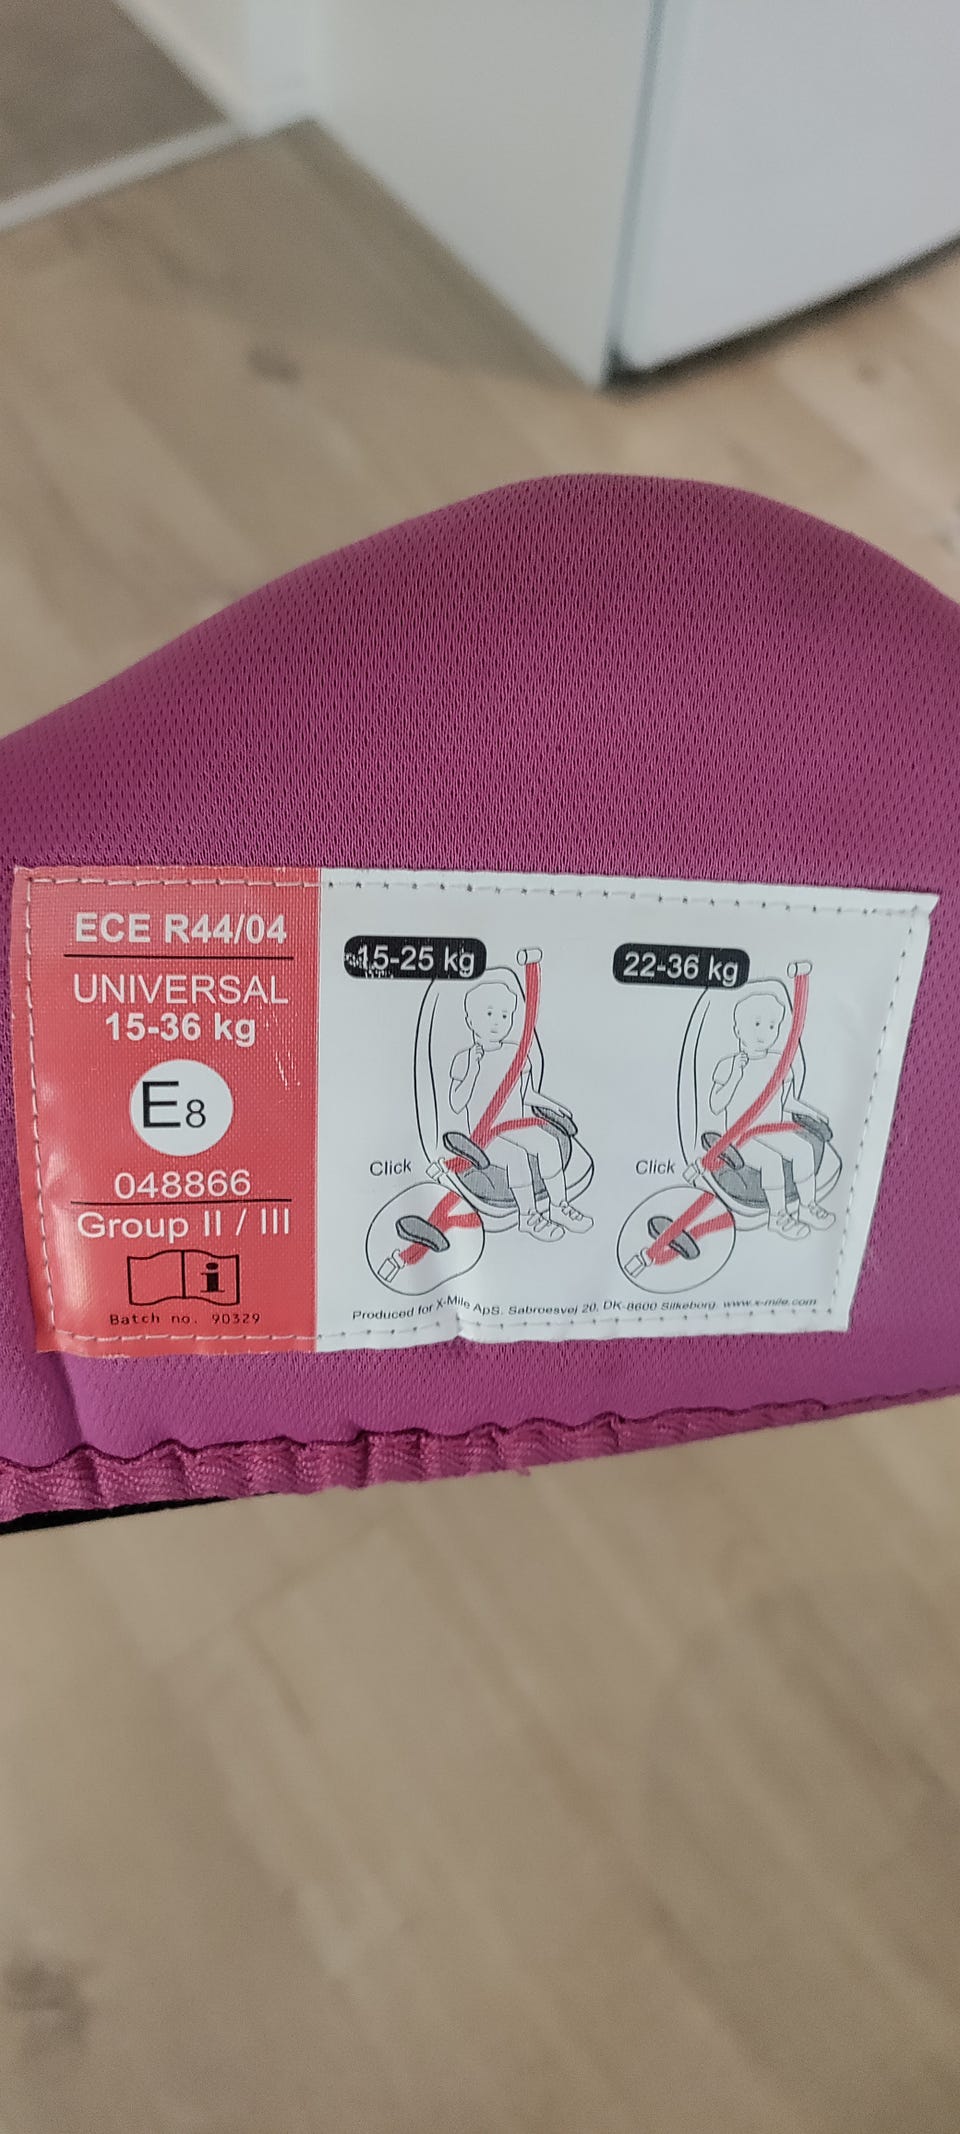 ECE R44/04
UNIVERSAL
15-36 kg
E8
048866
Group II / III
i
Batch no. 90329
15-25 kg
Click
22-36 kg
Click
Produced for X-Mile ApS. Sabroesvej 20, DK-8600 Silkeborg. www.x-mile.com